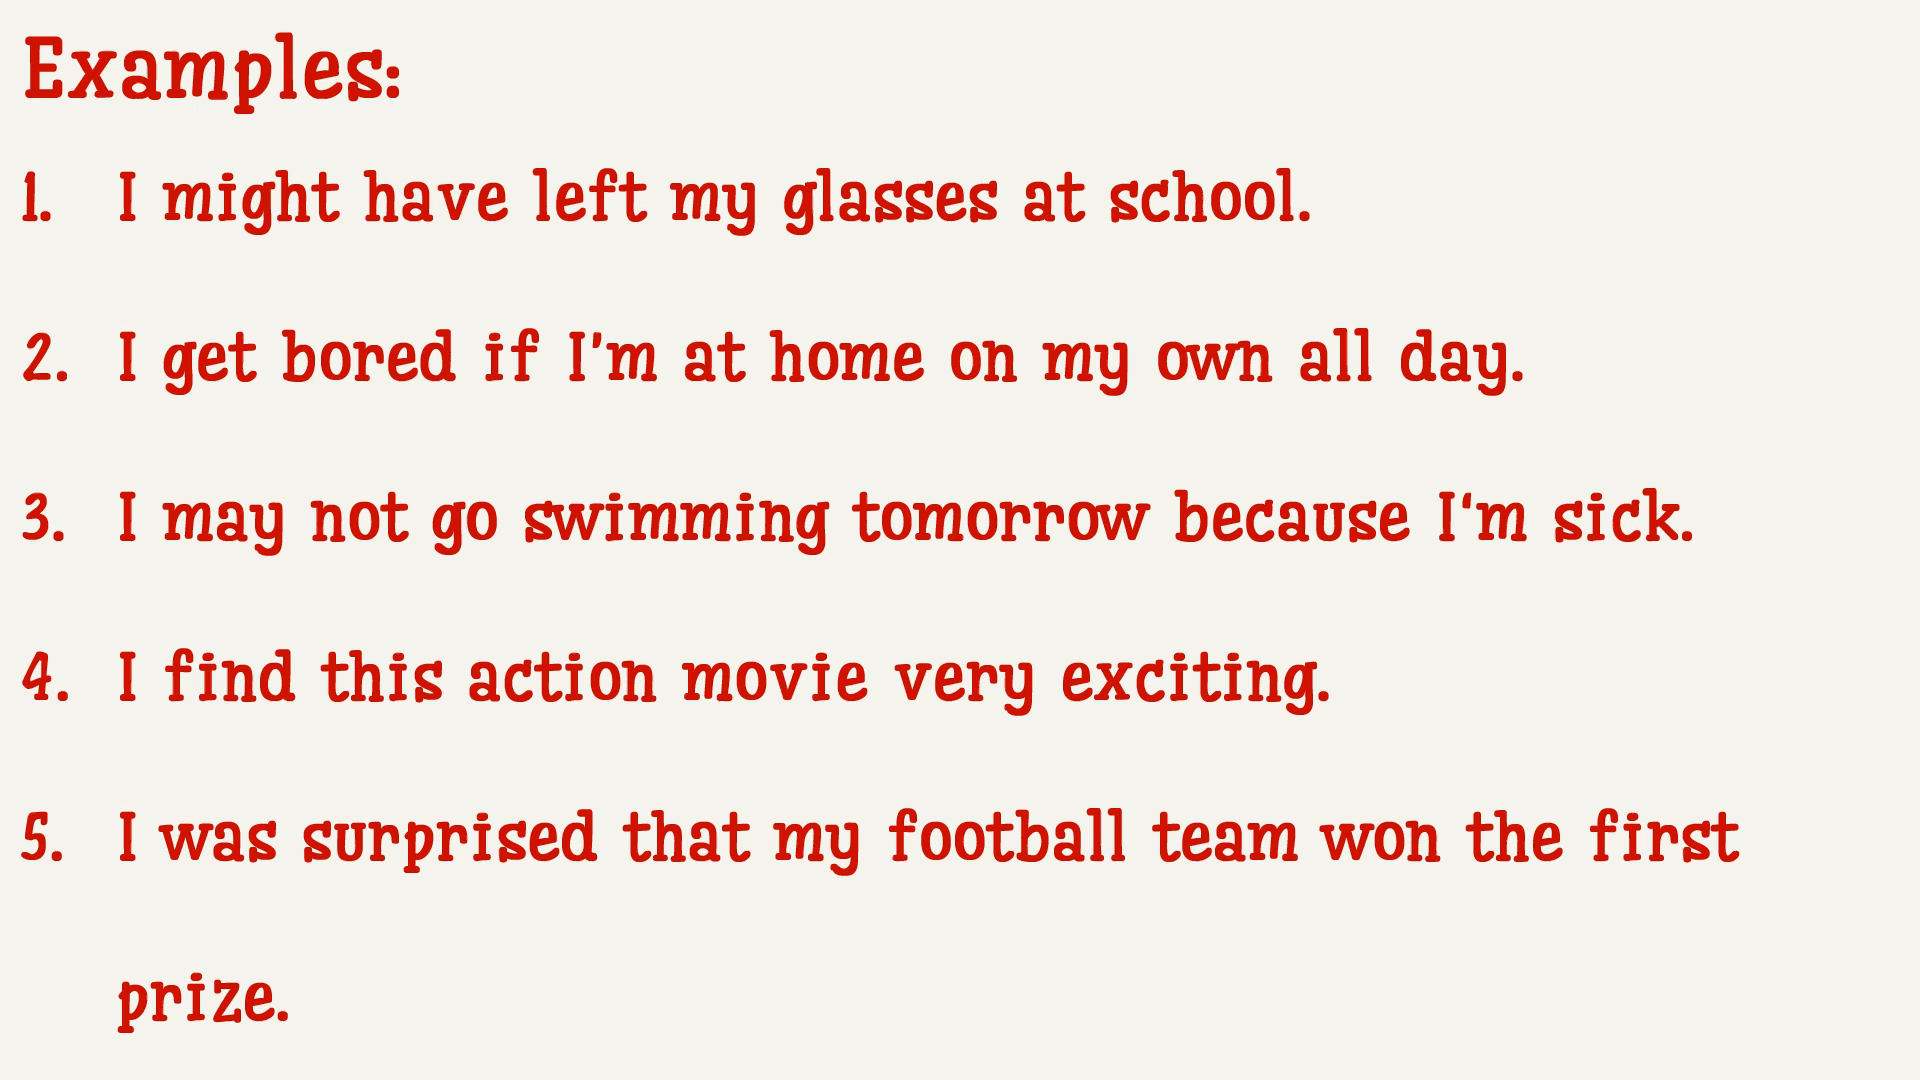 Examples:
1. I might have left my glasses at school.
2. I get bored if I’m at home on my own all day.
3. I may not go swimming tomorrow because I‘m sick.
4. I find this action movie very exciting.
5. I was surprised that my football team won the first
prize.